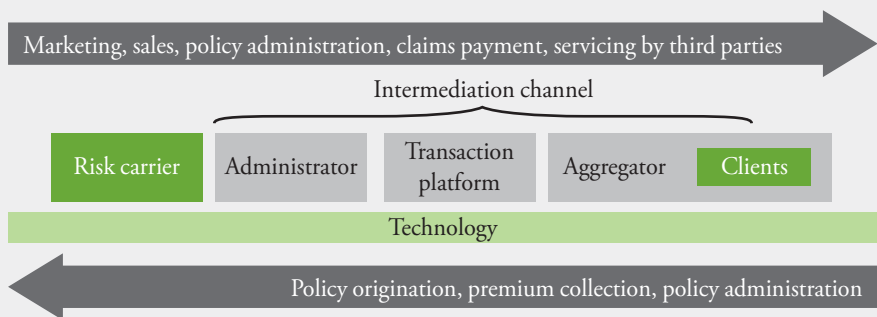 Marketing, sales, policy administration, claims payment, servicing by third parties
Intermediation channel
Risk carrier
Administrator
Transaction
platform
Aggregator
Clients
Technology
Policy origination, premium collection, policy administration